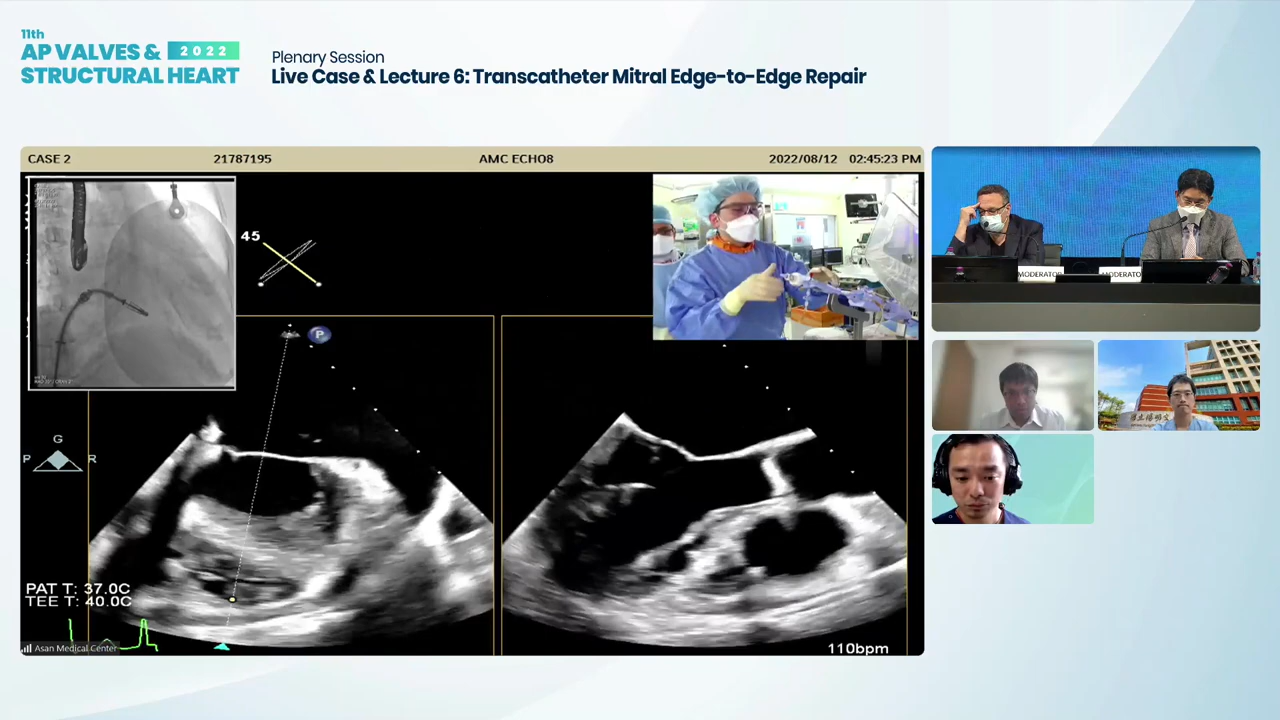 11th
AP VALVES & 2022
STRUCTURAL HEART
Plenary Session
Live Case & Lecture 6: Transcatheter Mitral Edge-to-Edge Repair
CASE 2 21787195 AMC ECHO8 2022/08/12 02:45:23 PM
45
P
G
P R
PAT T: 37.0C
TEE T: 40.0C
110bpm
Asan Medical Center
MODERATOR MODERATO